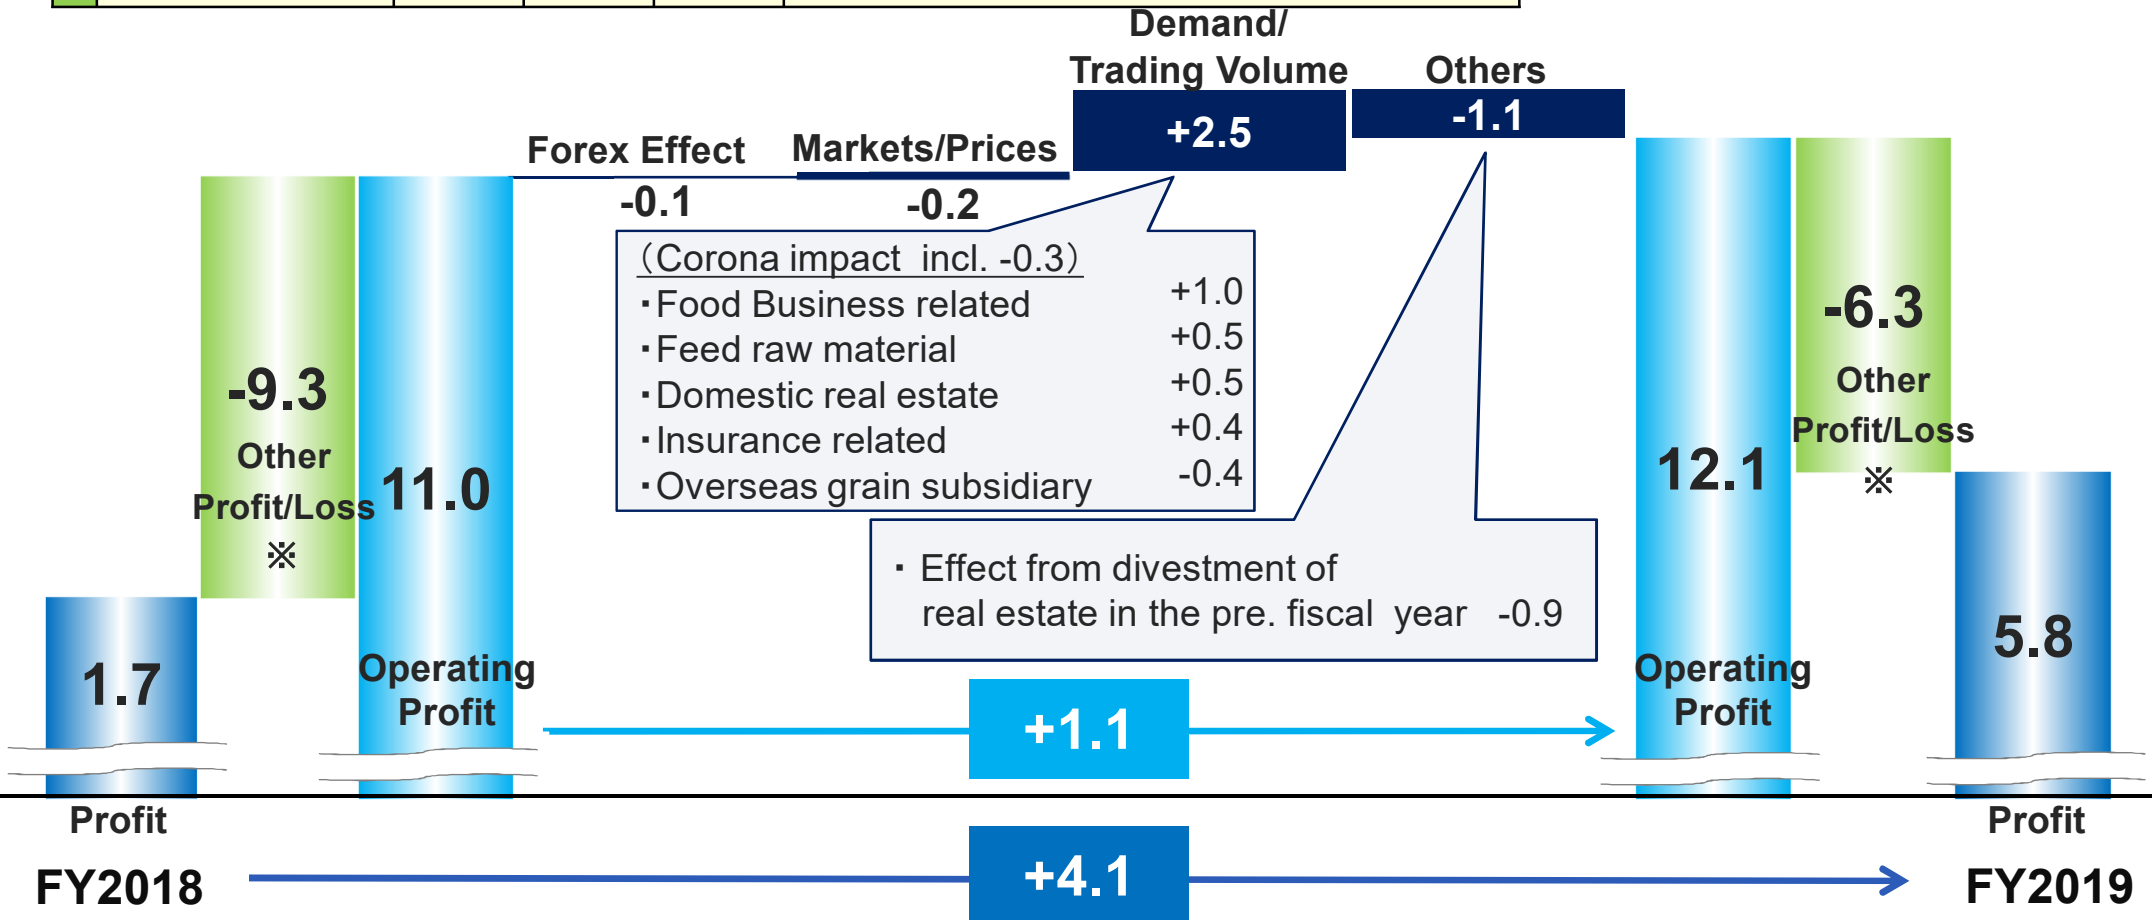 Demand/
Trading Volume
Others
+2.5
-1.1
Forex Effect
Markets/Prices
-0.1
-0.2
（Corona impact  incl. -0.3）
・Food Business related +1.0
・Feed raw material +0.5
・Domestic real estate +0.5
・Insurance related +0.4
・Overseas grain subsidiary -0.4
・ Effect from divestment of
real estate in the pre. fiscal  year -0.9
-9.3
Other
Profit/Loss
※
11.0
Operating
Profit
1.7
12.1
Operating
Profit
-6.3
Other
Profit/Loss
※
5.8
+1.1
Profit
Profit
FY2018
+4.1
FY2019